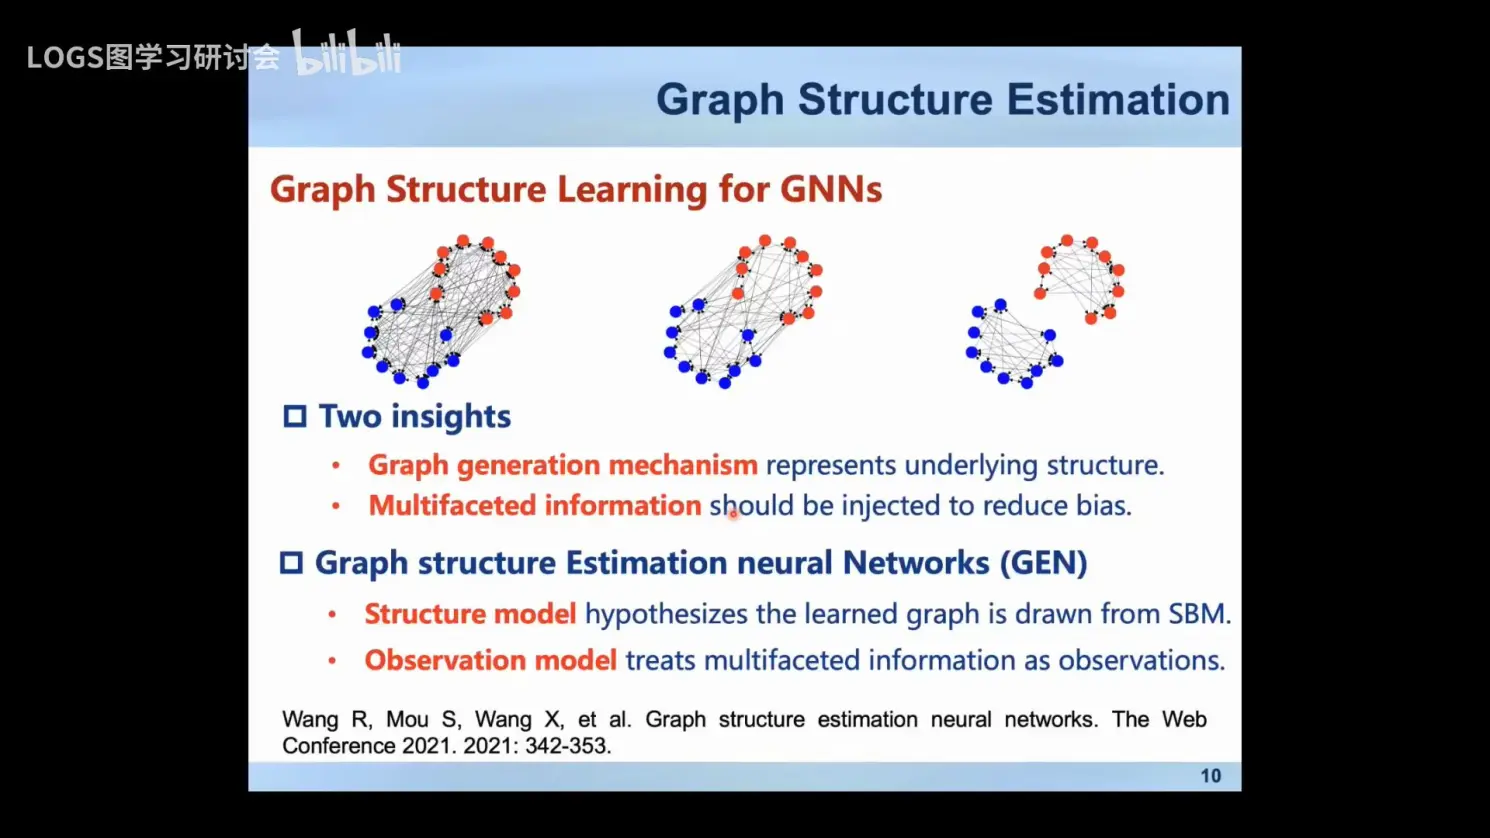 LOGS图学习研讨会 bilibili
Graph Structure Estimation
Graph Structure Learning for GNNs
Two insights
• Graph generation mechanism represents underlying structure.
• Multifaceted information should be injected to reduce bias.
Graph structure Estimation neural Networks (GEN)
• Structure model hypothesizes the learned graph is drawn from SBM.
• Observation model treats multifaceted information as observations.
Wang R, Mou S, Wang X, et al. Graph structure estimation neural networks. The Web
Conference 2021. 2021: 342-353.
10